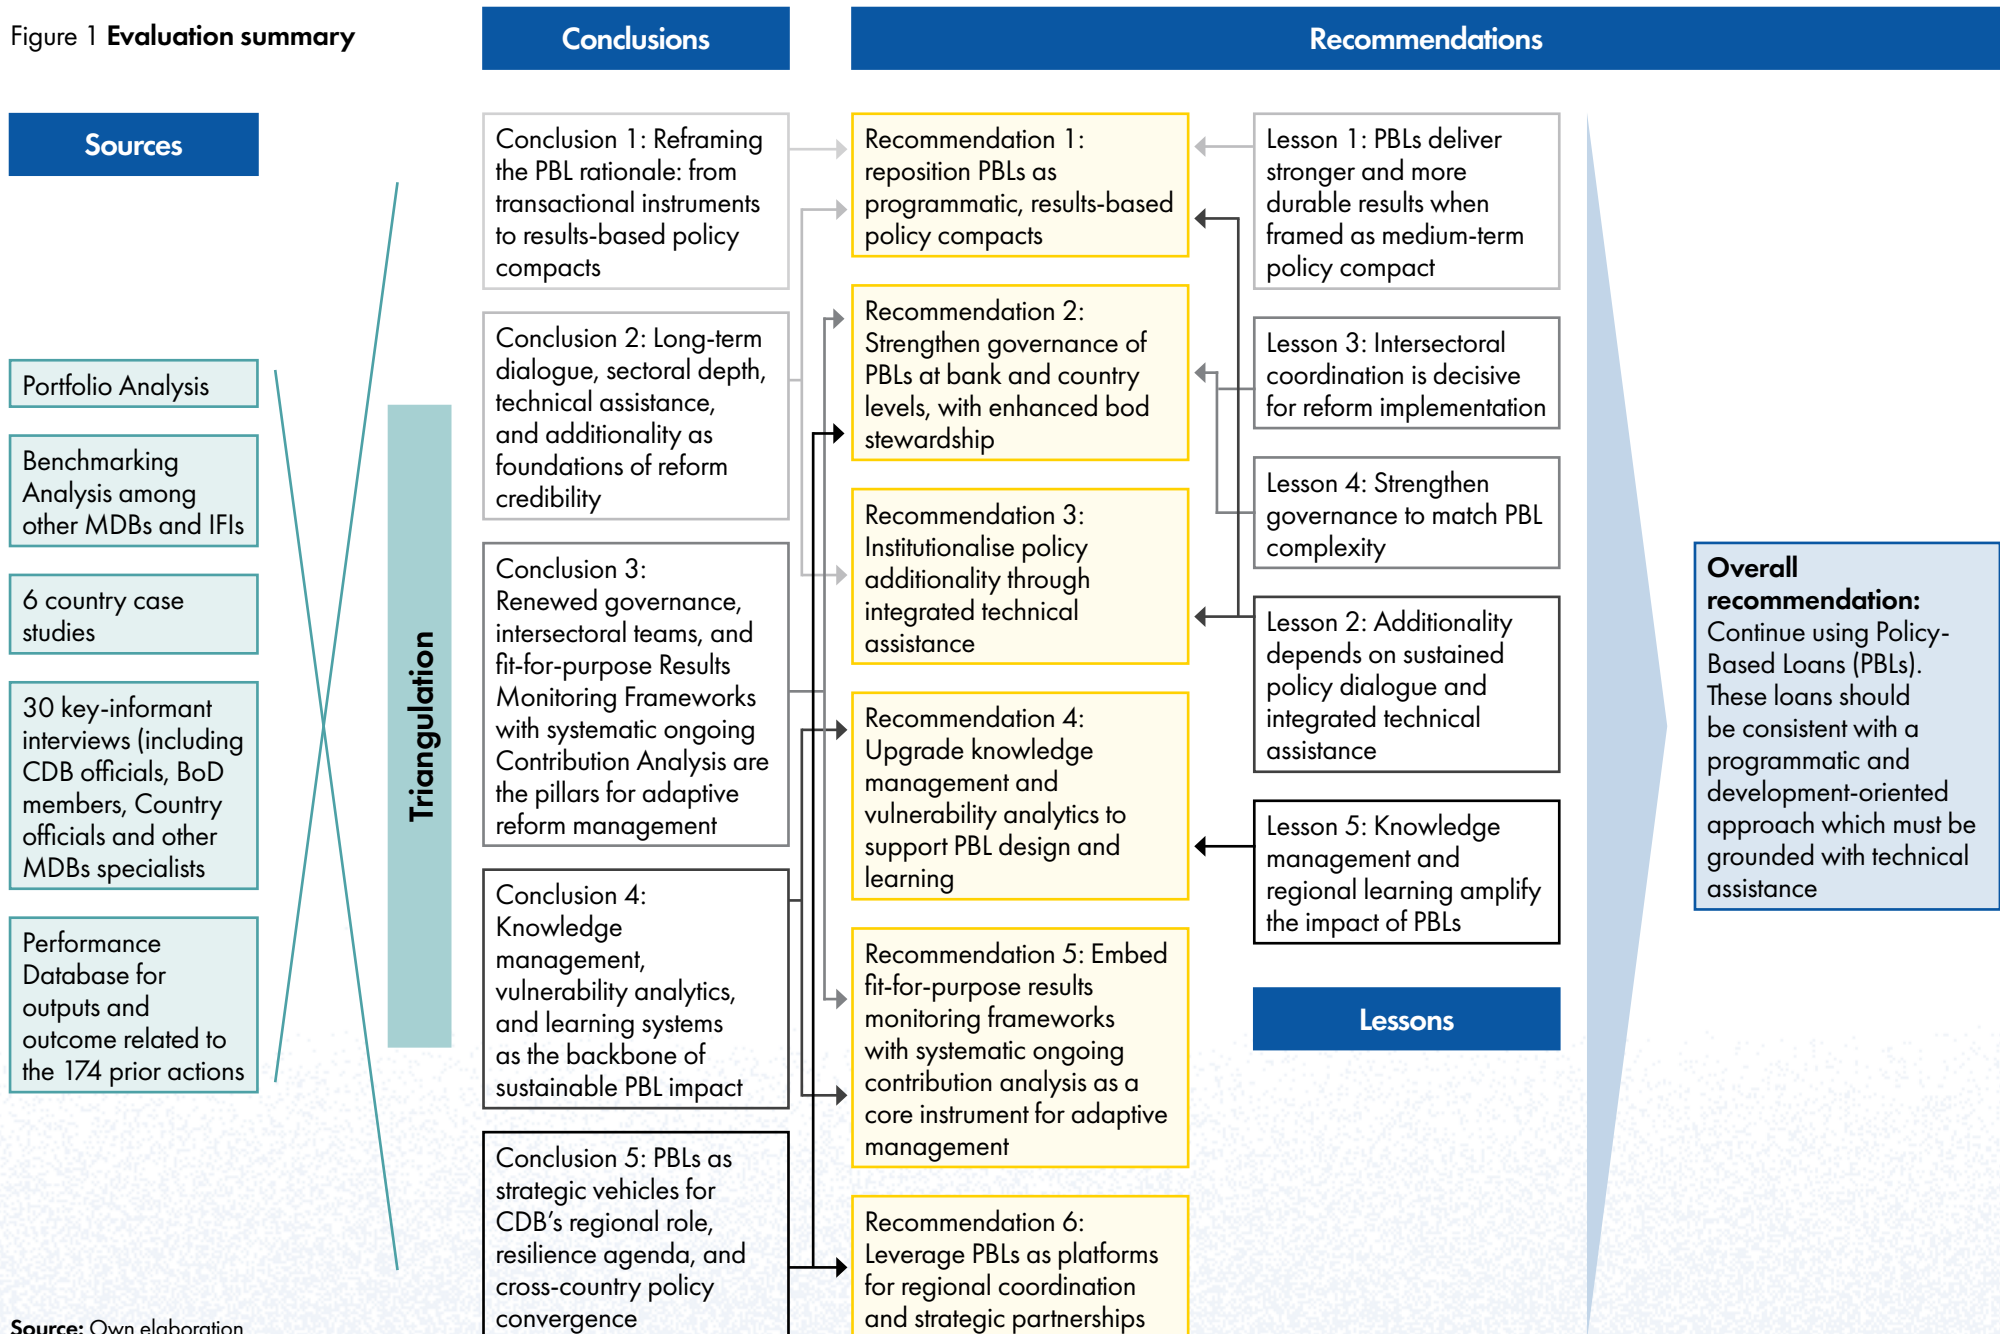 Figure 1 Evaluation summary
Sources
Portfolio Analysis
Benchmarking
Analysis among
other MDBs and IFIs
6 country case
studies
30 key-informant
interviews (including
CDB officials, BoD
members, Country
officials and other
MDBs specialists
Performance
Database for
outputs and
outcome related to
the 174 prior actions
Triangulation
Conclusions
Conclusion 1: Reframing
the PBL rationale: from
transactional instruments
to results-based policy
compacts
Conclusion 2: Long-term
dialogue, sectoral depth,
technical assistance,
and additionality as
foundations of reform
credibility
Conclusion 3:
Renewed governance,
intersectoral teams, and
fit-for-purpose Results
Monitoring Frameworks
with systematic ongoing
Contribution Analysis are
the pillars for adaptive
reform management
Conclusion 4:
Knowledge
management,
vulnerability analytics,
and learning systems
as the backbone of
sustainable PBL impact
Conclusion 5: PBLs as
strategic vehicles for
CDB's regional role,
resilience agenda, and
cross-country policy
convergence
Recommendations
Recommendation 1:
reposition PBLs as
programmatic, results-based
policy compacts
Recommendation 2:
Strengthen governance of
PBLs at bank and country
levels, with enhanced bod
stewardship
Recommendation 3:
Institutionalise policy
additionality through
integrated technical
assistance
Recommendation 4:
Upgrade knowledge
management and
vulnerability analytics to
support PBL design and
learning
Recommendation 5: Embed
fit-for-purpose results
monitoring frameworks
with systematic ongoing
contribution analysis as a
core instrument for adaptive
management
Recommendation 6:
Leverage PBLs as platforms
for regional coordination
and strategic partnerships
Lesson 1: PBLs deliver
stronger and more
durable results when
framed as medium-term
policy compact
Lesson 3: Intersectoral
coordination is decisive
for reform implementation
Lesson 4: Strengthen
governance to match PBL
complexity
Lesson 2: Additionality
depends on sustained
policy dialogue and
integrated technical
assistance
Lesson 5: Knowledge
management and
regional learning amplify
the impact of PBLs
Lessons
Overall
recommendation:
Continue using Policy-
Based Loans (PBLs).
These loans should
be consistent with a
programmatic and
development-oriented
approach which must be
grounded with technical
assistance
Source: Own elaboration